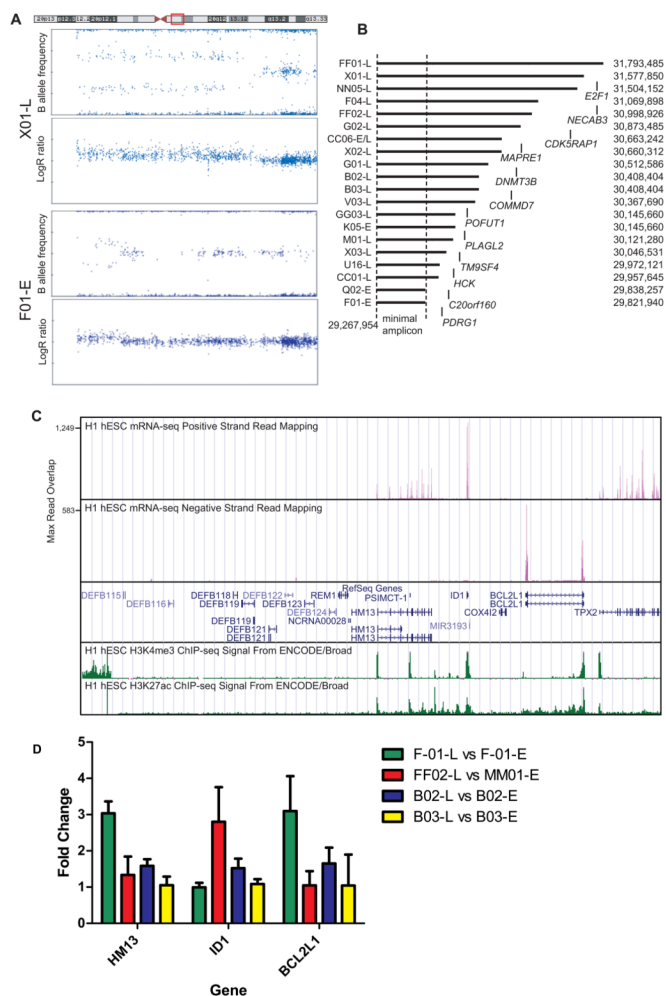 A
X01-L
B allele frequency
LogR ratio
F01-E
B allele frequency
LogR ratio
B
FF01-L 31,793,485
X01-L 31,577,850
NN05-L 31,504,152
E2F1
F04-L 31,069,898
FF02-L 30,998,926
NECAB3
G02-L 30,873,485
CDK5RAP1
CC06-E/L 30,663,242
X02-L 30,660,312
MAPRE1
G01-L 30,512,586
B02-L 30,408,404
DNMT3B
B03-L 30,408,404
V03-L 30,367,690
COMMD7
GG03-L 30,145,660
POFUT1
K05-E 30,145,660
M01-L 30,121,280
PLAGL2
X03-L 30,046,531
U16-L 29,972,121
TM9SF4
CC01-L 29,957,645
HCK
Q02-E 29,838,257
F01-E 29,821,940
C20orf160
29,267,954 minimal amplicon
PDRG1
C
Max Read Overlap
1,249
H1 hESC mRNA-seq Positive Strand Read Mapping
583
H1 hESC mRNA-seq Negative Strand Read Mapping
RefSeq Genes
DEFB115 DEFB118 DEFB122 REM1 PSIMCT-1 ID1 BCL2L1
DEFB116 DEFB119 DEFB123 HM13 BCL2L1
DEFB124 COX4I2 TPX2
DEFB119 NCRNA00028 MIR3193
DEFB121 HM13
DEFB121 HM13
H1 hESC H3K4me3 ChIP-seq Signal From ENCODE/Broad
H1 hESC H3K27ac ChIP-seq Signal From ENCODE/Broad
D
Fold Change
5
4
3
2
1
0
HM13
ID1
BCL2L1
Gene
F-01-L vs F-01-E
FF02-L vs MM01-E
B02-L vs B02-E
B03-L vs B03-E